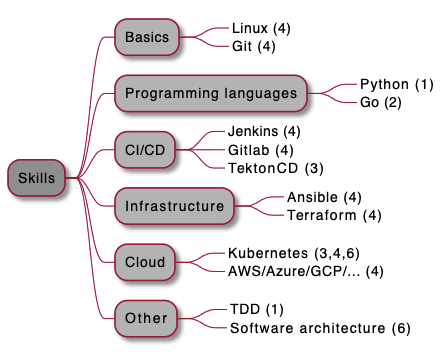 Skills
Basics
Linux (4)
Git (4)
Programming languages
Python (1)
Go (2)
CI/CD
Jenkins (4)
Gitlab (4)
TektonCD (3)
Infrastructure
Ansible (4)
Terraform (4)
Cloud
Kubernetes (3,4,6)
AWS/Azure/GCP/... (4)
Other
TDD (1)
Software architecture (6)